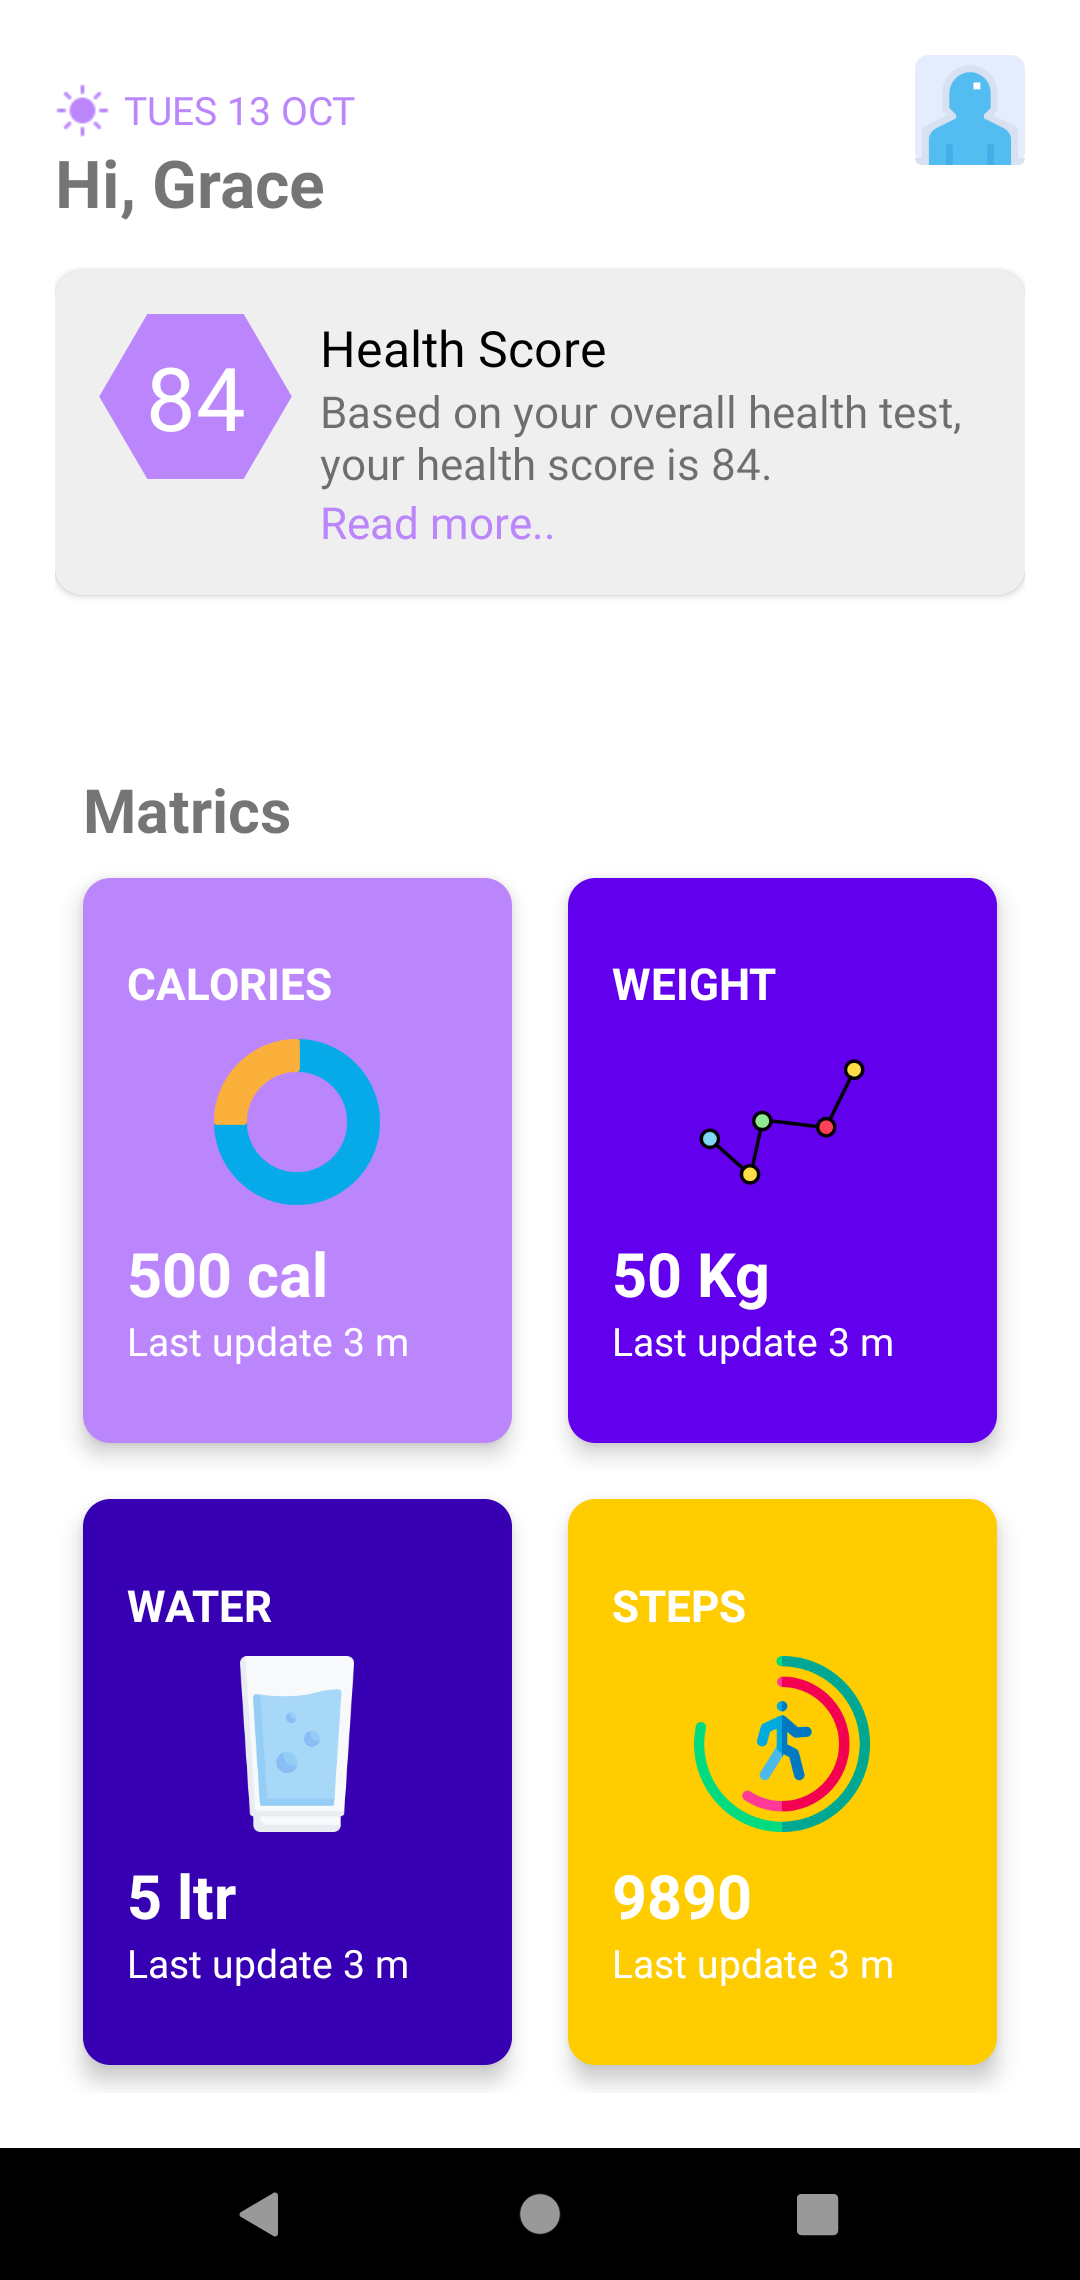 TUES 13 OCT
Hi, Grace
84
Health Score
Based on your overall health test,
your health score is 84.
Read more..
Matrics
CALORIES
500 cal
Last update 3 m
WEIGHT
50 Kg
Last update 3 m
WATER
5 ltr
Last update 3 m
STEPS
9890
Last update 3 m